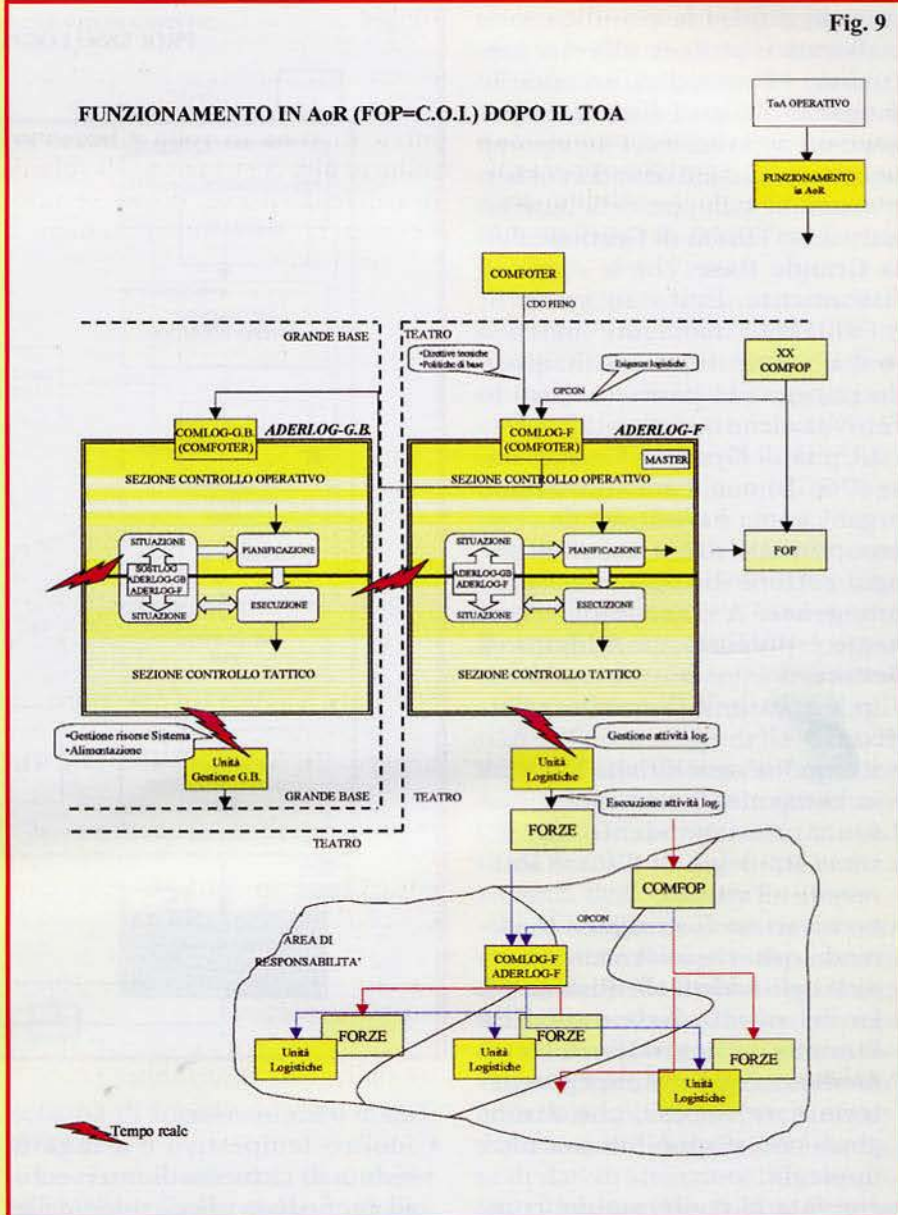 Fig. 9
ToA OPERATIVO
FUNZIONAMENTO IN AoR (FOP=C.O.I.) DOPO IL TOA
FUNZIONAMENTO
in AoR
COMFOTER
CDO PIENO
GRANDE BASE
TEATRO
•Direttive tecniche
•Politiche di base
Esigenze logistiche
OPCON
XX
COMFOP
COMLOG-G.B.
(COMFOTER)
ADERLOG-G.B.
COMLOG-F
(COMFOTER)
ADERLOG-F
MASTER
SEZIONE CONTROLLO OPERATIVO
SEZIONE CONTROLLO OPERATIVO
SITUAZIONE
PIANIFICAZIONE
SOSTLOG
ADERLOG-GB
ADERLOG-F
SITUAZIONE
ESECUZIONE
SITUAZIONE
PIANIFICAZIONE
ADERLOG-GB
ADERLOG-F
SITUAZIONE
ESECUZIONE
FOP
SEZIONE CONTROLLO TATTICO
SEZIONE CONTROLLO TATTICO
•Gestione risorse Sistema
•Alimentazione
Unità
Gestione G.B.
GRANDE BASE
TEATRO
TEATRO
Gestione attività log.
Unità
Logistiche
Esecuzione attività log.
FORZE
COMFOP
OPCON
AREA DI
RESPONSABILITA'
COMLOG-F
ADERLOG-F
FORZE
Unità
Logistiche
FORZE
Unità
Logistiche
FORZE
Unità
Logistiche
Tempo reale